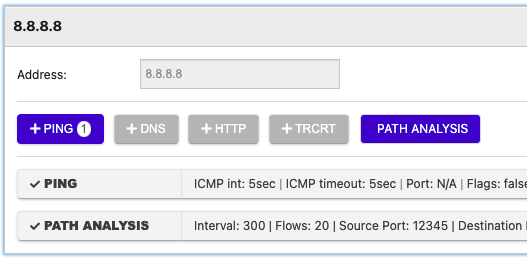 8.8.8.8
Address: 8.8.8.8
+ PING 1 + DNS + HTTP + TRCRT PATH ANALYSIS
✓ PING ICMP int: 5sec | ICMP timeout: 5sec | Port: N/A | Flags: false
✓ PATH ANALYSIS Interval: 300 | Flows: 20 | Source Port: 12345 | Destination